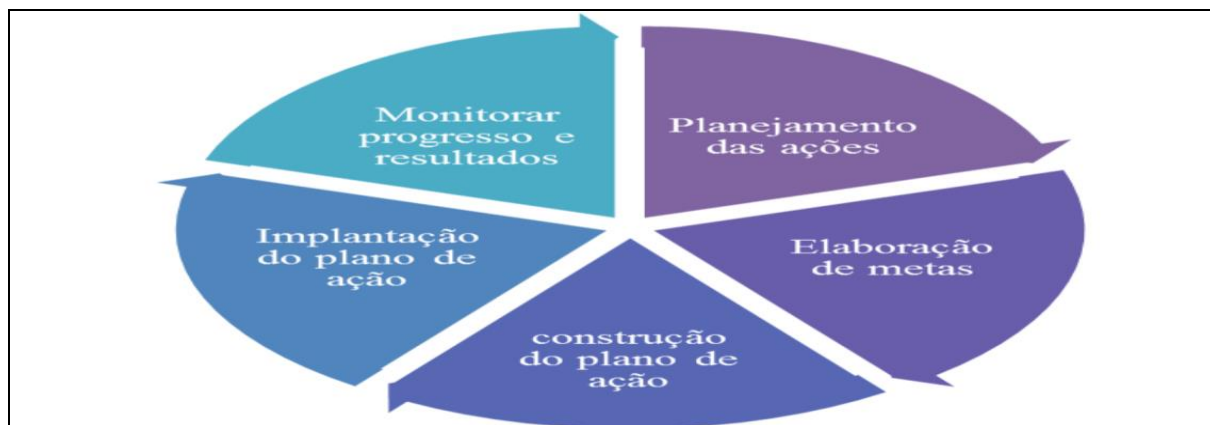 Planejamento
das ações
Elaboração
de metas
construção
do plano de
ação
Implantação
do plano de
ação
Monitorar
progresso e
resultados